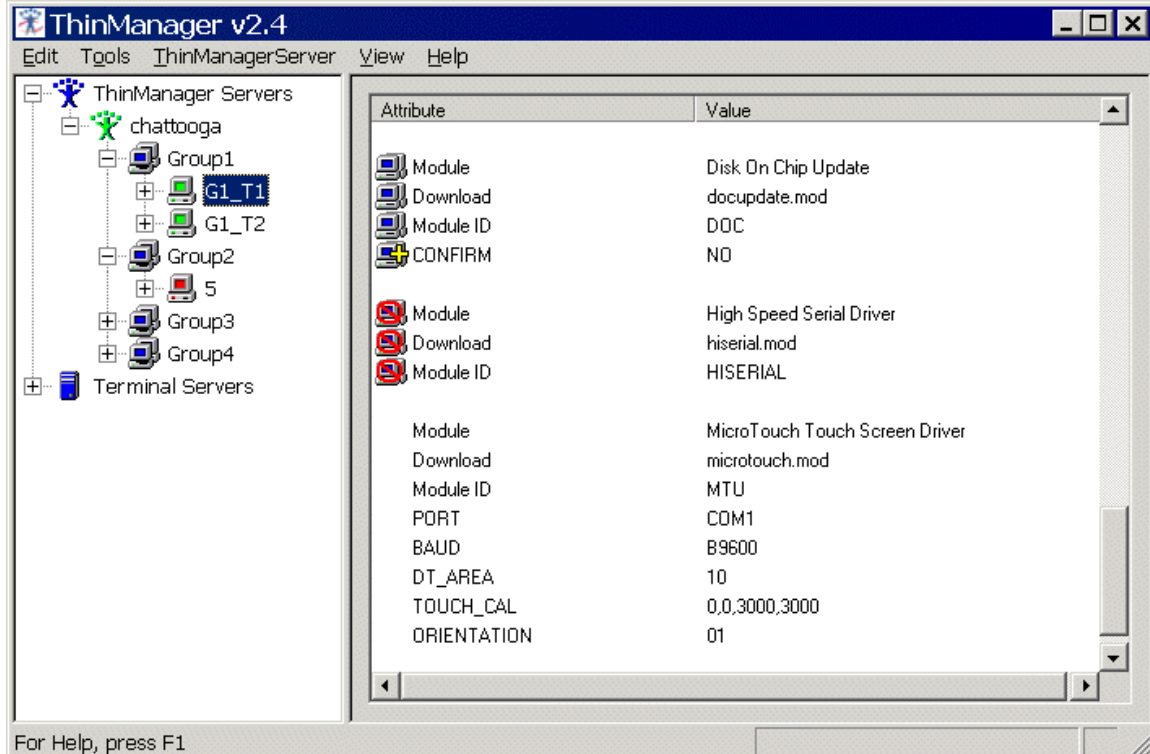 ThinManager v2.4
Edit Tools ThinManagerServer View Help
ThinManager Servers
chattooga
Group1
G1_T1
G1_T2
Group2
5
Group3
Group4
Terminal Servers
Attribute Value
Module Disk On Chip Update
Download docupdate.mod
Module ID DOC
CONFIRM NO
Module High Speed Serial Driver
Download hiserial.mod
Module ID HISERIAL
Module MicroTouch Touch Screen Driver
Download microtouch.mod
Module ID MTU
PORT COM1
BAUD B9600
DT_AREA 10
TOUCH_CAL 0,0,3000,3000
ORIENTATION 01
For Help, press F1